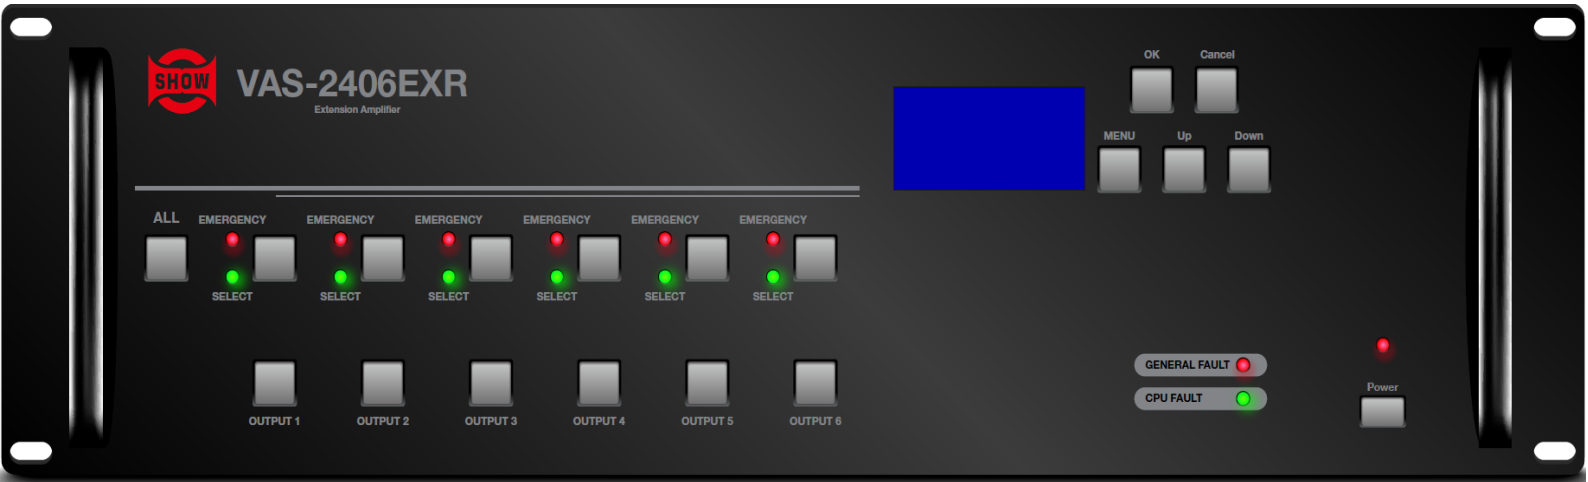 SHOW
VAS-2406EXR
Extension Amplifier
OK Cancel
MENU Up Down
ALL EMERGENCY EMERGENCY EMERGENCY EMERGENCY EMERGENCY EMERGENCY
SELECT SELECT SELECT SELECT SELECT SELECT
GENERAL FAULT
CPU FAULT
Power
OUTPUT 1 OUTPUT 2 OUTPUT 3 OUTPUT 4 OUTPUT 5 OUTPUT 6